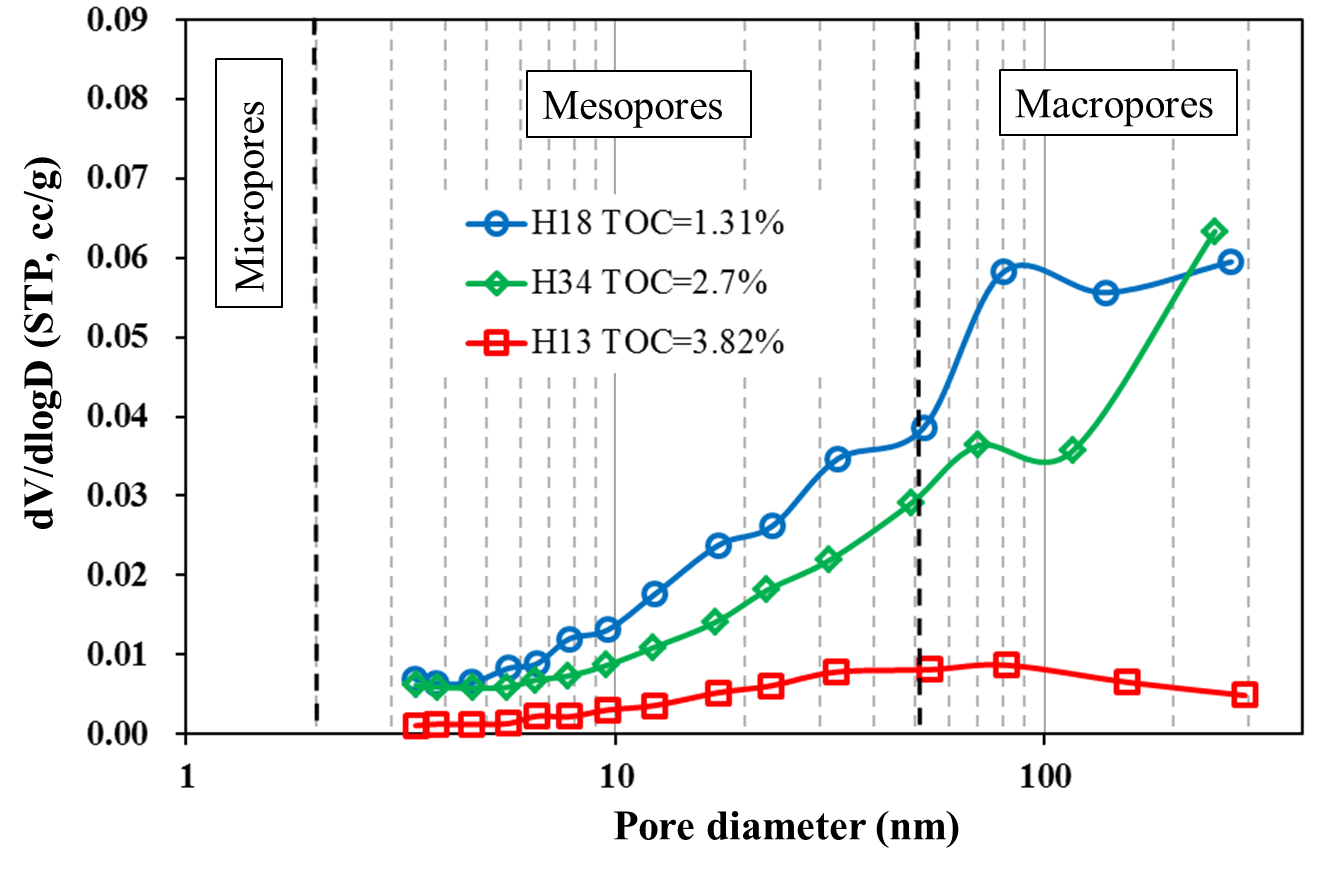 0.09
0.08
0.07
0.06
0.05
0.04
0.03
0.02
0.01
0.00
dV/dlogD (STP, cc/g)
Micropores
Mesopores
Macropores
H18 TOC=1.31%
H34 TOC=2.7%
H13 TOC=3.82%
1 10 100
Pore diameter (nm)